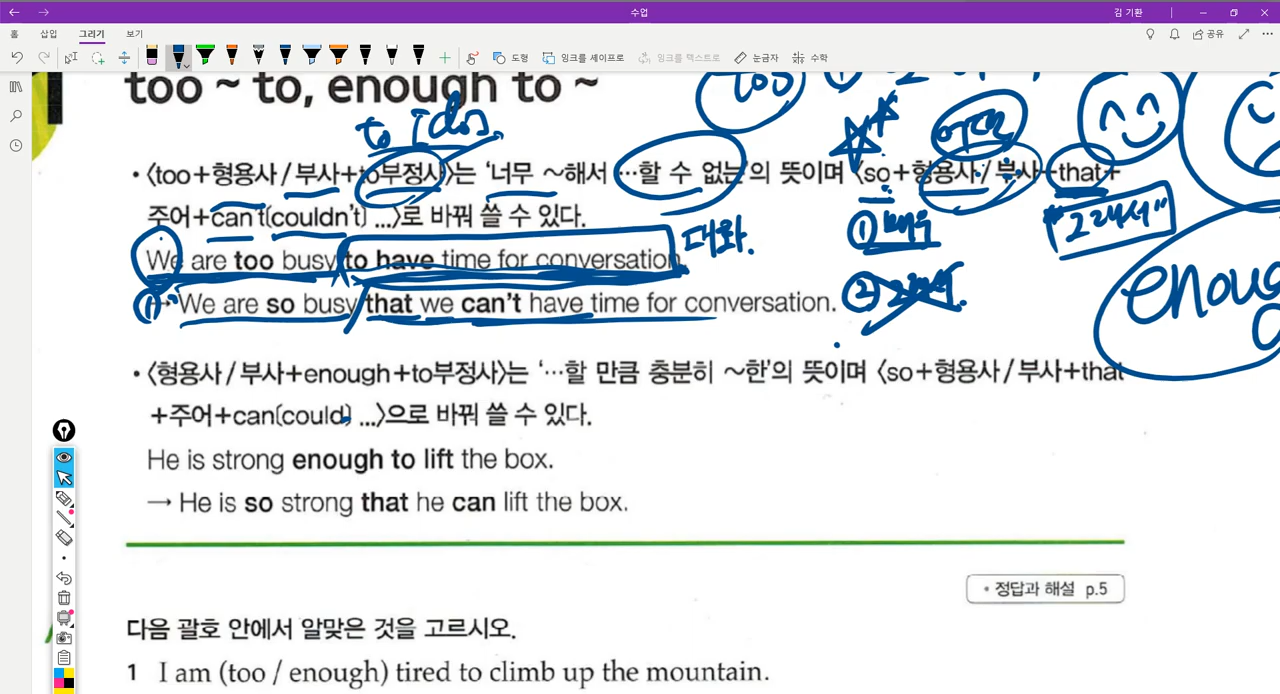 수업
김 기환
홈 삽입 그리기 보기
도형 잉크를 셰이프로 잉크를 텍스트로 눈금자 수학 공유
too ~ to, enough to ~
too
to
어떤
• 〈too+형용사 / 부사+to부정사〉는 '너무 ~해서 …할 수 없는'의 뜻이며 〈so+형용사 / 부사+that+
주어+can't(couldn't) …〉로 바꿔 쓸 수 있다.
① 매우
"그래서"
We are too busy to have time for conversation.
대화.
① → We are so busy that we can't have time for conversation.
② 그래서.
enoug
• 〈형용사 / 부사+enough+to부정사〉는 '…할 만큼 충분히 ~한'의 뜻이며 〈so+형용사 / 부사+that
+주어+can(could) …〉으로 바꿔 쓸 수 있다.
He is strong enough to lift the box.
→ He is so strong that he can lift the box.
• 정답과 해설 p.5
다음 괄호 안에서 알맞은 것을 고르시오.
1 I am (too / enough) tired to climb up the mountain.